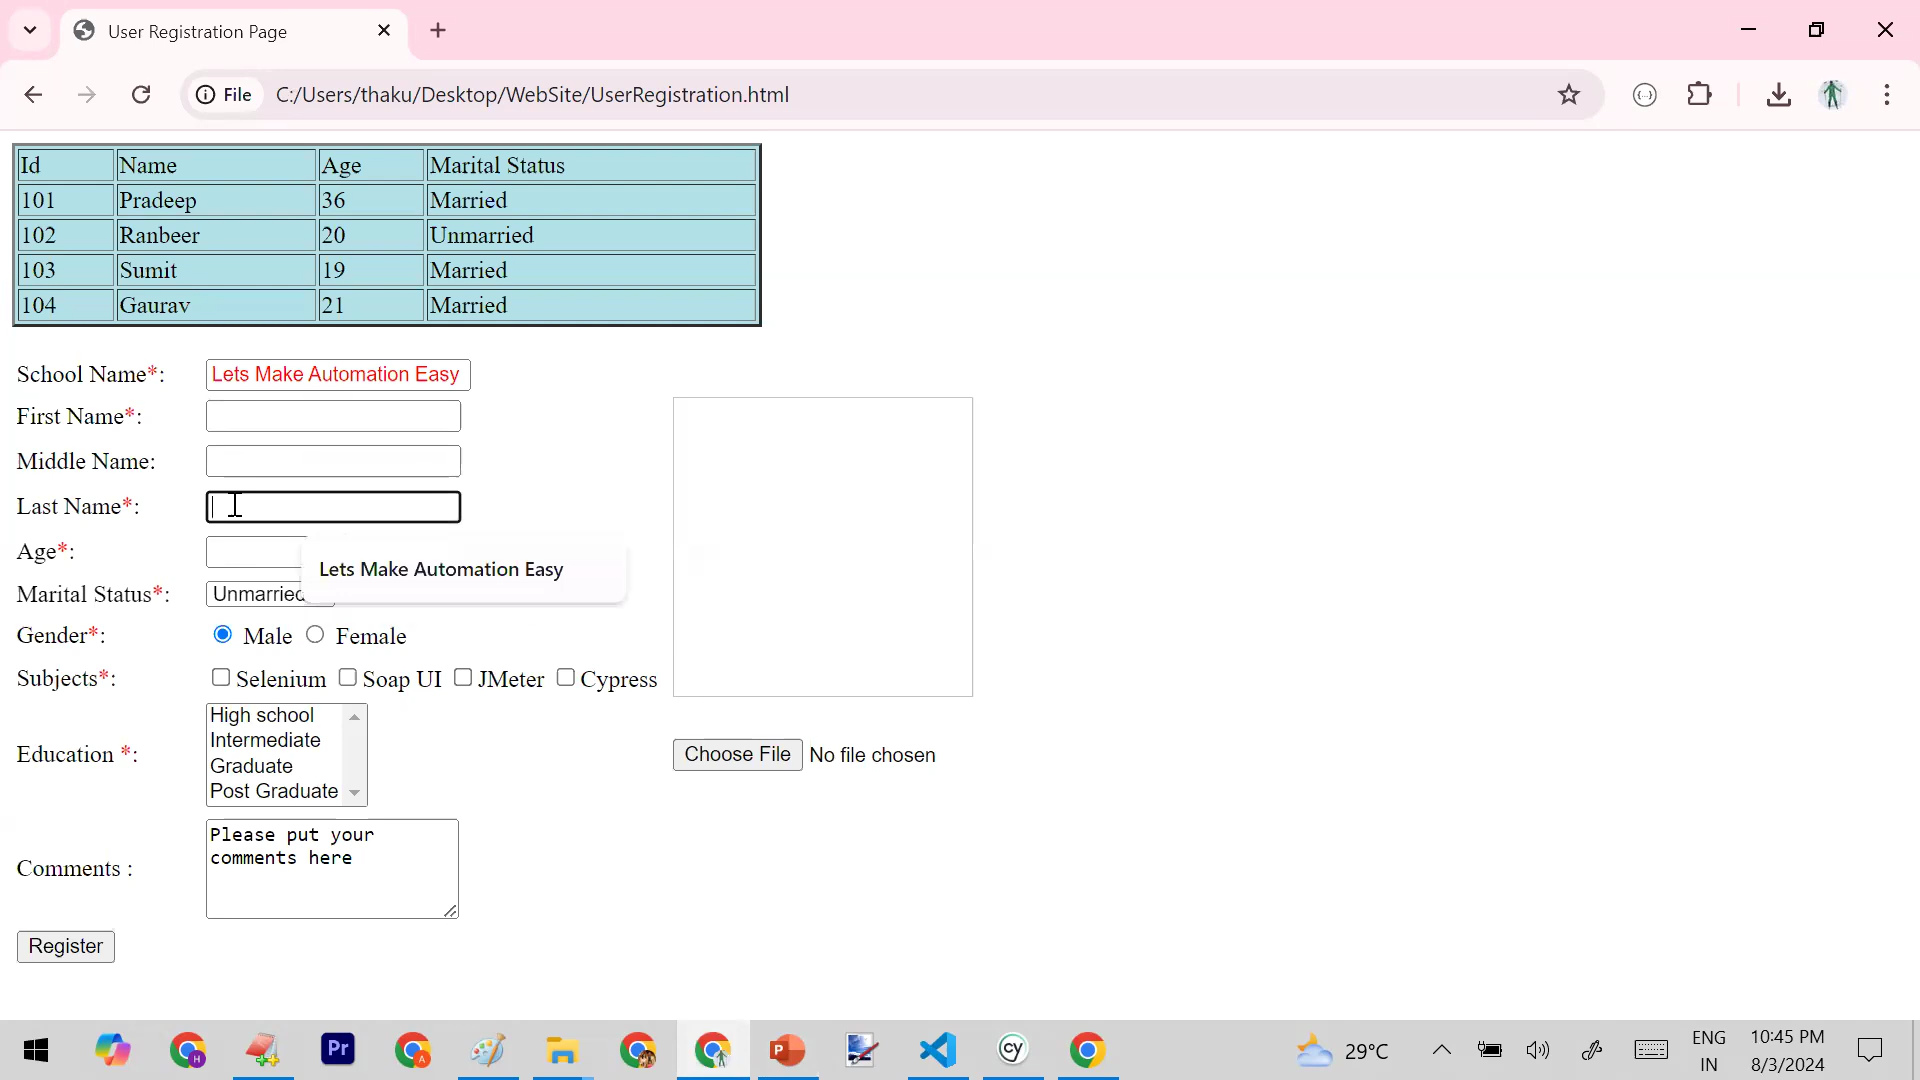 User Registration Page
File C:/Users/thaku/Desktop/WebSite/UserRegistration.html
Id Name Age Marital Status
101 Pradeep 36 Married
102 Ranbeer 20 Unmarried
103 Sumit 19 Married
104 Gaurav 21 Married
School Name*: Lets Make Automation Easy
First Name*:
Middle Name:
Last Name*:
Age*:
Lets Make Automation Easy
Marital Status*: Unmarried
Gender*: Male Female
Subjects*: Selenium Soap UI JMeter Cypress
High school
Intermediate
Education *:
Graduate
Post Graduate
Choose File No file chosen
Please put your
comments here
Comments :
Register
H Pr A P cy 29°C ENG 10:45 PM
IN 8/3/2024